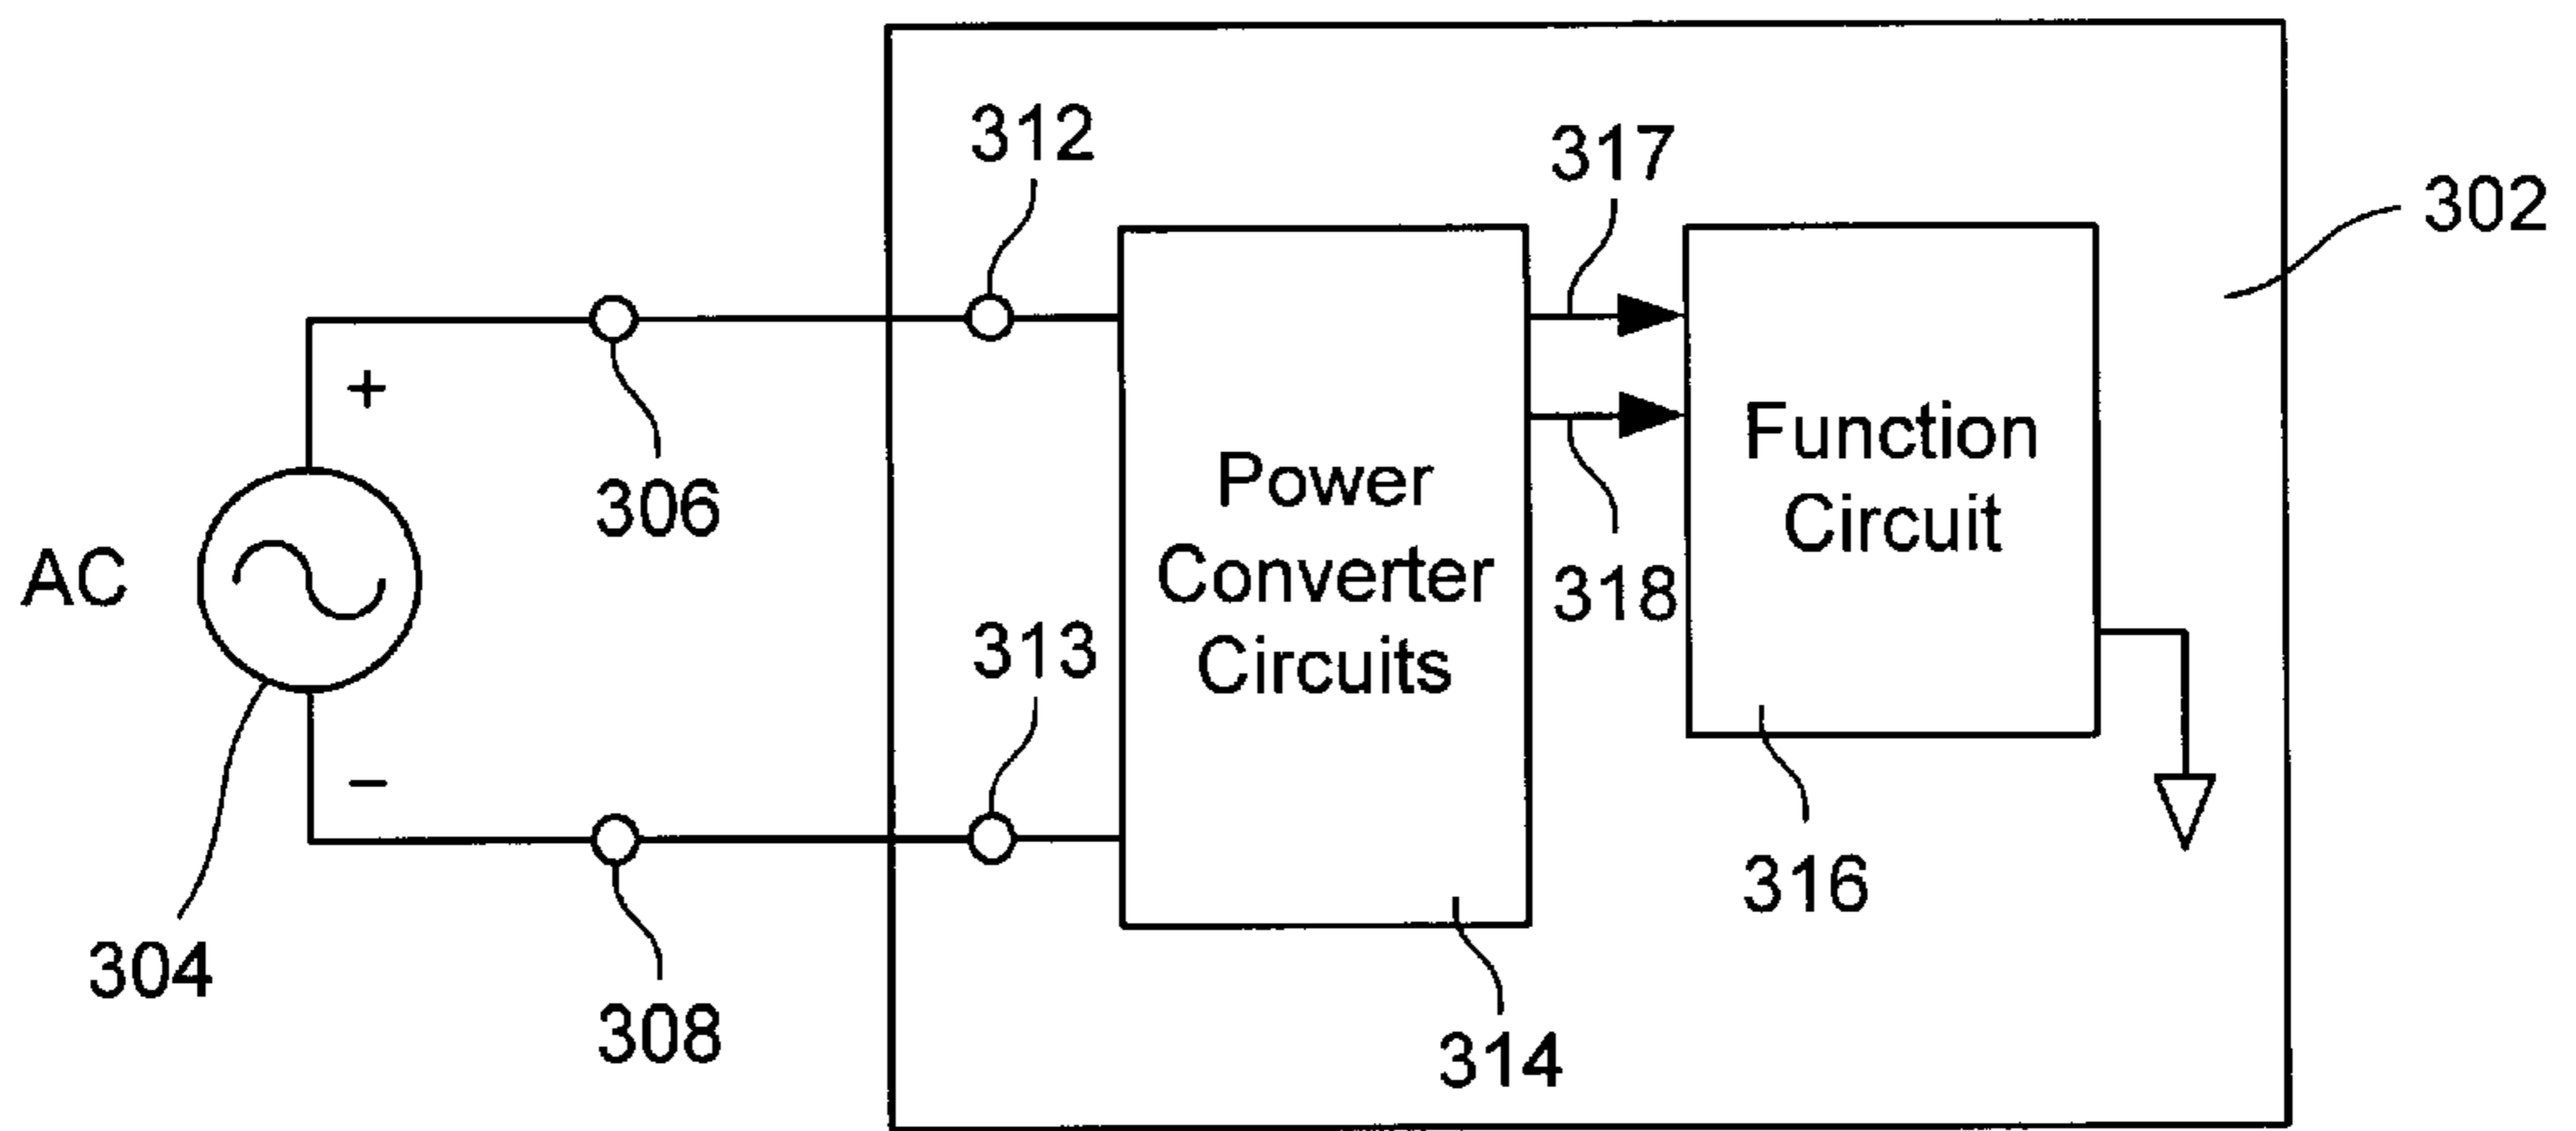 312
317
302
+
306
Power
Converter
Circuits
Function
Circuit
318
AC
313
−
304
308
316
314